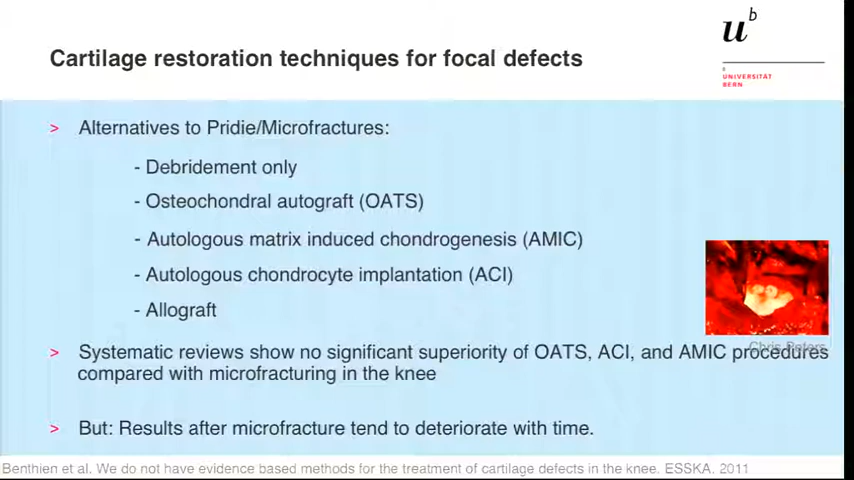 Cartilage restoration techniques for focal defects
u b
b
UNIVERSITÄT
BERN
> Alternatives to Pridie/Microfractures:
- Debridement only
- Osteochondral autograft (OATS)
- Autologous matrix induced chondrogenesis (AMIC)
- Autologous chondrocyte implantation (ACI)
- Allograft
> Systematic reviews show no significant superiority of OATS, ACI, and AMIC procedures
compared with microfracturing in the knee
Chris Peters
> But: Results after microfracture tend to deteriorate with time.
Benthien et al. We do not have evidence based methods for the treatment of cartilage defects in the knee. ESSKA. 2011